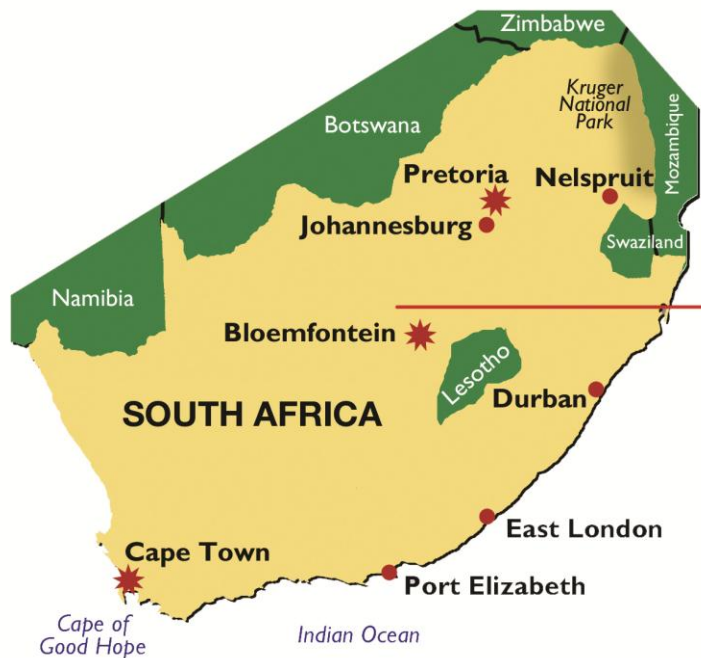 Zimbabwe
Kruger
National
Park
Mozambique
Botswana
Pretoria
Nelspruit
Johannesburg
Swaziland
Namibia
Bloemfontein
Lesotho
Durban
SOUTH AFRICA
East London
Cape Town
Port Elizabeth
Cape of
Good Hope
Indian Ocean